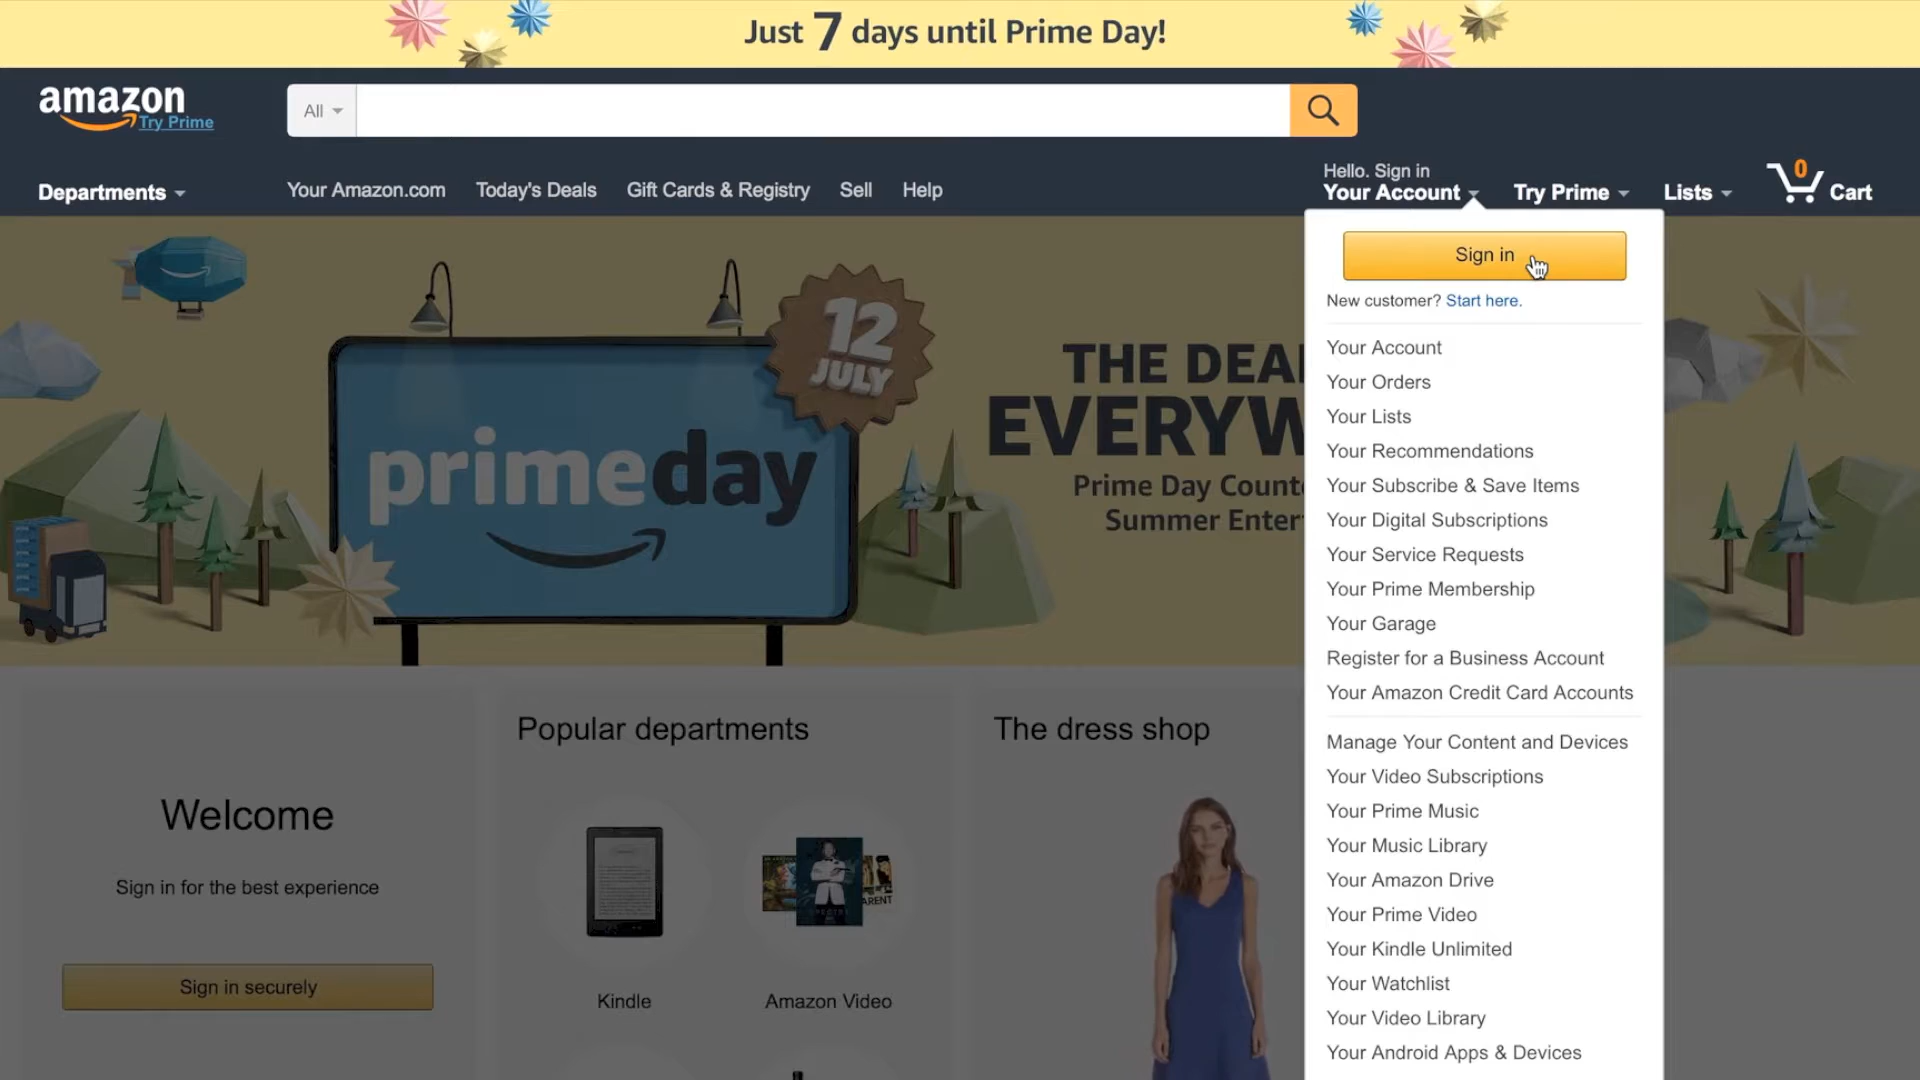 Just 7 days until Prime Day!
amazon
Try Prime
All
Hello. Sign in
Departments
Your Amazon.com
Today's Deals
Gift Cards & Registry
Sell
Help
Your Account
Try Prime
Lists
0
Cart
Sign in
New customer? Start here.
12
JULY
primeday
THE DEA
EVERYW
Prime Day Count
Summer Enter
Your Account
Your Orders
Your Lists
Your Recommendations
Your Subscribe & Save Items
Your Digital Subscriptions
Your Service Requests
Your Prime Membership
Your Garage
Register for a Business Account
Your Amazon Credit Card Accounts
Manage Your Content and Devices
Your Video Subscriptions
Your Prime Music
Your Music Library
Your Amazon Drive
Your Prime Video
Your Kindle Unlimited
Your Watchlist
Your Video Library
Your Android Apps & Devices
Welcome
Sign in for the best experience
Sign in securely
Popular departments
Kindle
Amazon Video
SPECTRE
ARENT
The dress shop